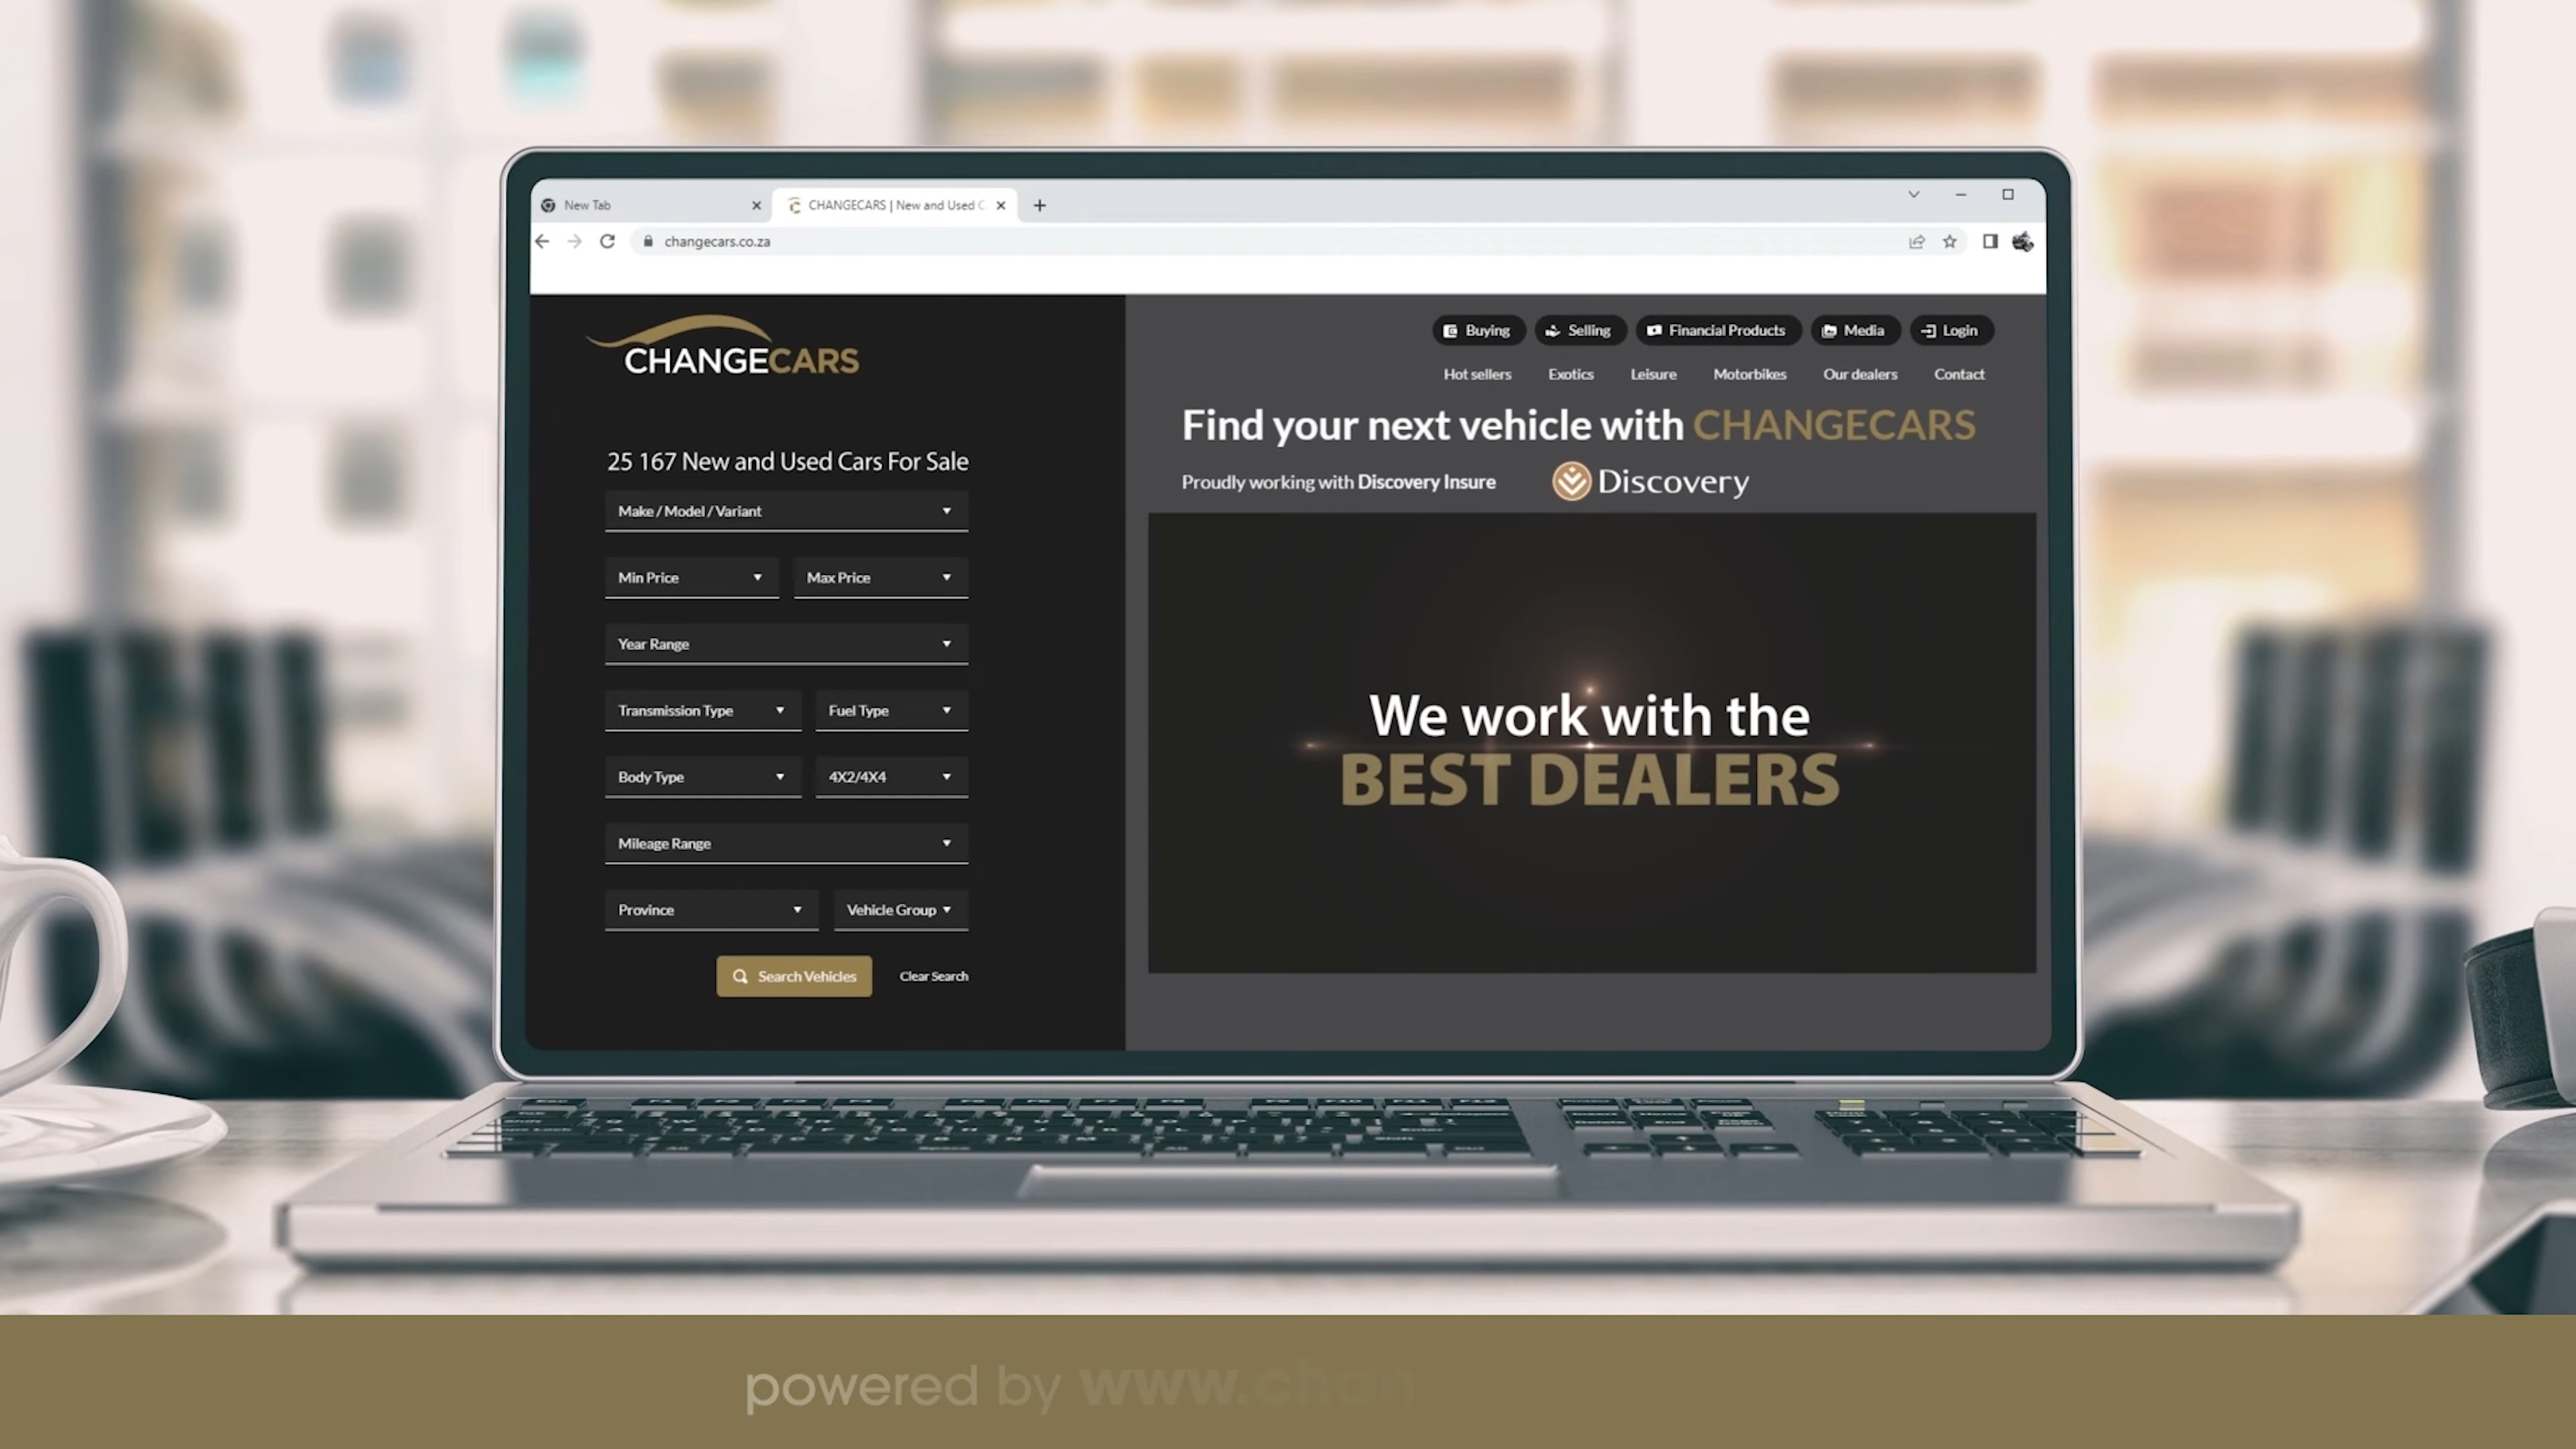 New Tab
CHANGECARS | New and Used C
changecars.co.za
CHANGECARS
Buying
Selling
Financial Products
Media
Login
Hot sellers
Exotics
Leisure
Motorbikes
Our dealers
Contact
Find your next vehicle with CHANGECARS
Proudly working with Discovery Insure
Discovery
25 167 New and Used Cars For Sale
Make / Model / Variant
Min Price
Max Price
Year Range
Transmission Type
Fuel Type
Body Type
4X2/4X4
Mileage Range
Province
Vehicle Group
Search Vehicles
Clear Search
We work with the
BEST DEALERS
powered by www.chan